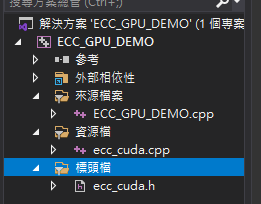 搜尋方案總管 (Ctrl+;)
解決方案 'ECC_GPU_DEMO' (1 個專案
ECC_GPU_DEMO
參考
外部相依性
來源檔案
ECC_GPU_DEMO.cpp
資源檔
ecc_cuda.cpp
標頭檔
ecc_cuda.h